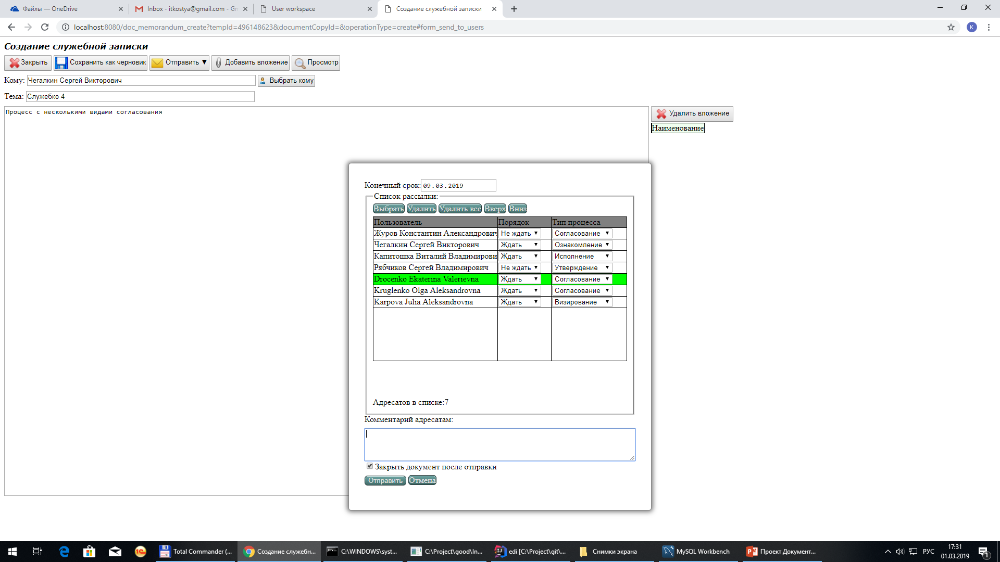 Файлы — OneDrive
Inbox - itkostya@gmail.com - Gm
User workspace
Создание служебной записки
localhost:8080/doc_memorandum_create?tempId=496148623&documentCopyId=&operationType=create#form_send_to_users
K
Создание служебной записки
Закрыть Сохранить как черновик Отправить ▼ Добавить вложение Просмотр
Кому: Чегалкин Сергей Викторович Выбрать кому
Тема: Служебко 4
Процесс с несколькими видами согласования
Удалить вложение
Наименование
Конечный срок: 09.03.2019
Список рассылки:
Выбрать Удалить Удалить все Вверх Вниз
Пользователь Порядок Тип процесса
Журов Константин Александрович Не ждать Согласование
Чегалкин Сергей Викторович Ждать Ознакомление
Капитошка Виталий Владимирови Ждать Исполнение
Рябчиков Сергей Владимирович Не ждать Утверждение
Drocenko Ekaterina Valerievna Ждать Согласование
Kruglenko Olga Aleksandrovna Ждать Согласование
Karpova Julia Aleksandrovna Ждать Визирование
Адресатов в списке:7
Комментарий адресатам:
Закрыть документ после отправки
Отправить Отмена
Total Commander (...
Создание служебн...
C:\WINDOWS\syst...
C:\Project\good\In...
edi [C:\Project\git\...
Снимки экрана
MySQL Workbench
Проект Документ...
РУС
17:31
01.03.2019
1